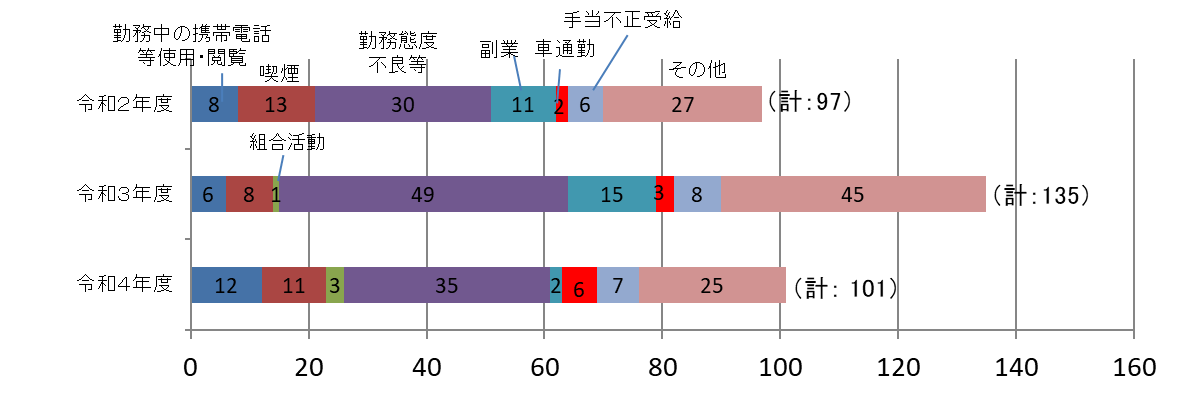 手当不正受給
勤務中の携帯電話
等使用・閲覧
喫煙
勤務態度
不良等
副業
車通勤
その他
令和2年度
8 13 30 11 2 6 27
（計：97）
組合活動
令和3年度
6 8 1 49 15 3 8 45
（計：135）
令和4年度
12 11 3 35 2 6 7 25
（計： 101）
0 20 40 60 80 100 120 140 160